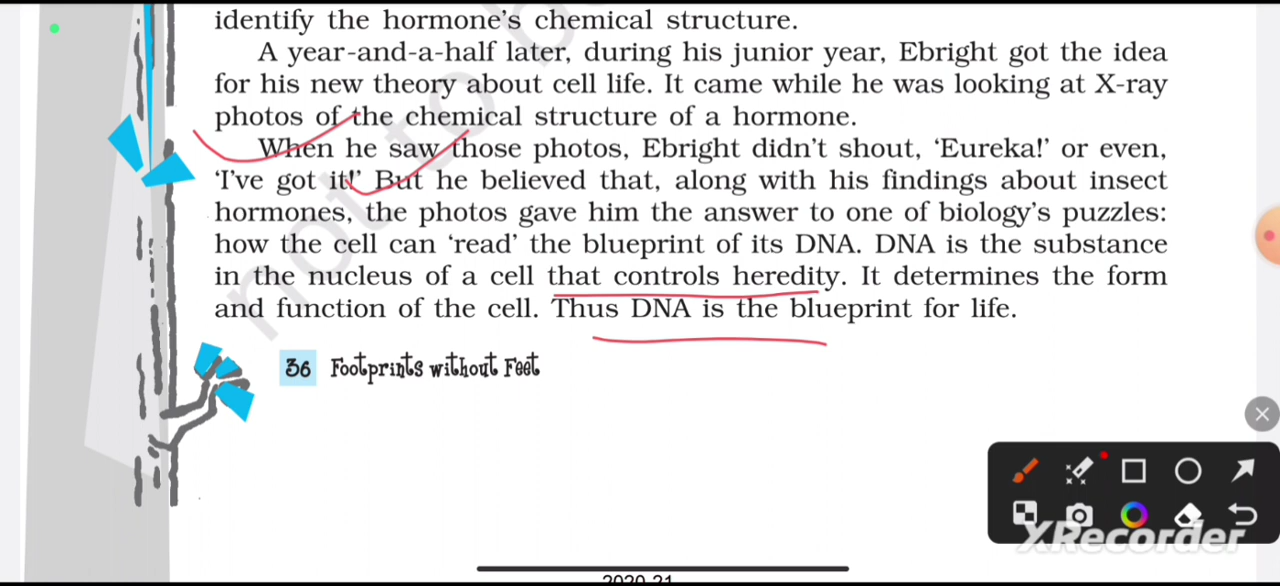 identify the hormone's chemical structure.
A year-and-a-half later, during his junior year, Ebright got the idea
for his new theory about cell life. It came while he was looking at X-ray
photos of the chemical structure of a hormone.
When he saw those photos, Ebright didn't shout, 'Eureka!' or even,
'I've got it!' But he believed that, along with his findings about insect
hormones, the photos gave him the answer to one of biology's puzzles:
how the cell can 'read' the blueprint of its DNA. DNA is the substance
in the nucleus of a cell that controls heredity. It determines the form
and function of the cell. Thus DNA is the blueprint for life.
36 Footprints without Feet
XRecorder
2020-21